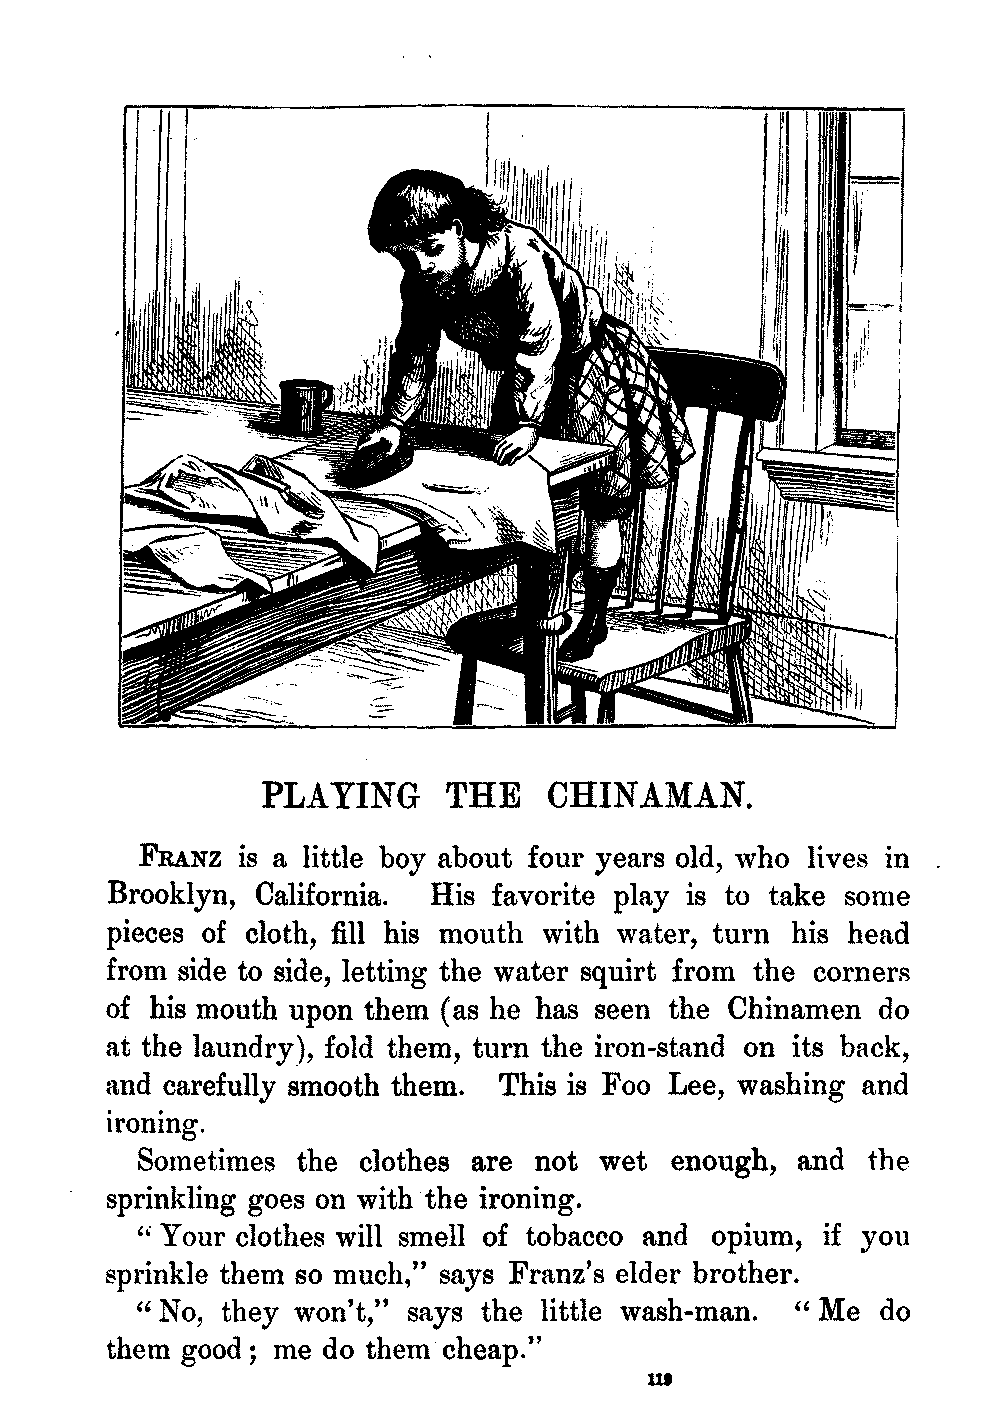 PLAYING THE CHINAMAN.
FRANZ is a little boy about four years old, who lives in
Brooklyn, California. His favorite play is to take some
pieces of cloth, fill his mouth with water, turn his head
from side to side, letting the water squirt from the corners
of his mouth upon them (as he has seen the Chinamen do
at the laundry), fold them, turn the iron-stand on its back,
and carefully smooth them. This is Foo Lee, washing and
ironing.
Sometimes the clothes are not wet enough, and the
sprinkling goes on with the ironing.
“Your clothes will smell of tobacco and opium, if you
sprinkle them so much,” says Franz's elder brother.
“No, they won't,” says the little wash-man. “Me do
them good; me do them cheap.”
119